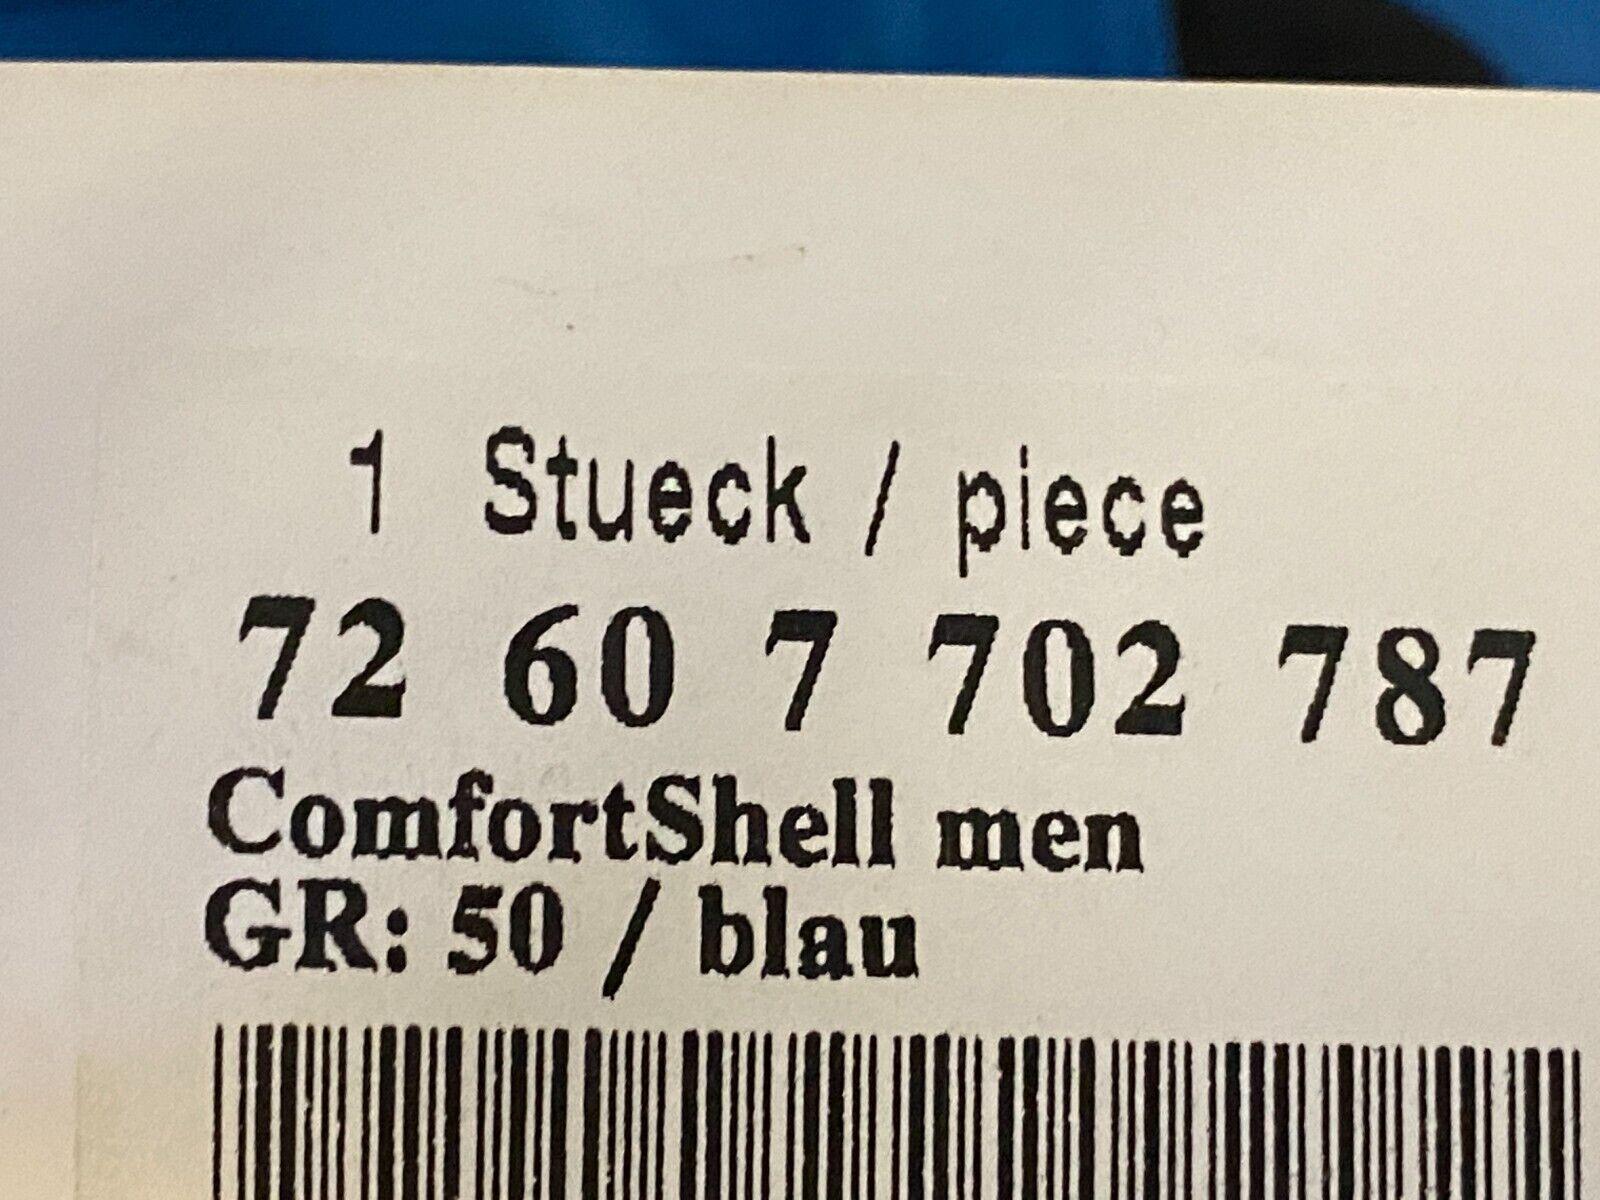 1 Stueck / piece
72 60 7 702 787
ComfortShell men
GR: 50 / blau